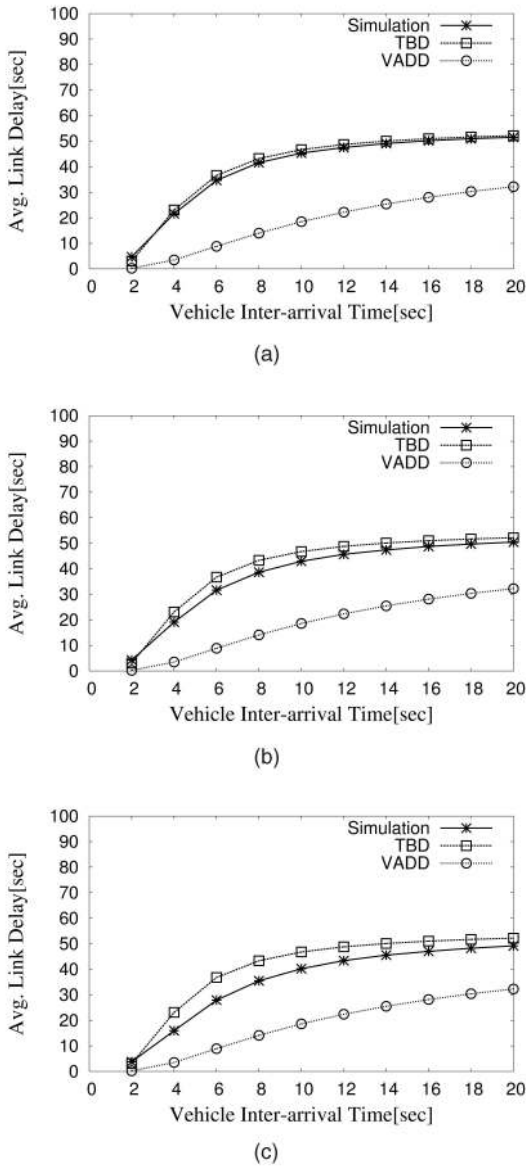 100
90
80
70
60
50
40
30
20
10
0
Avg. Link Delay[sec]
Simulation
TBD
VADD
0 2 4 6 8 10 12 14 16 18 20
Vehicle Inter-arrival Time[sec]
(a)
100
90
80
70
60
50
40
30
20
10
0
Avg. Link Delay[sec]
Simulation
TBD
VADD
0 2 4 6 8 10 12 14 16 18 20
Vehicle Inter-arrival Time[sec]
(b)
100
90
80
70
60
50
40
30
20
10
0
Avg. Link Delay[sec]
Simulation
TBD
VADD
0 2 4 6 8 10 12 14 16 18 20
Vehicle Inter-arrival Time[sec]
(c)